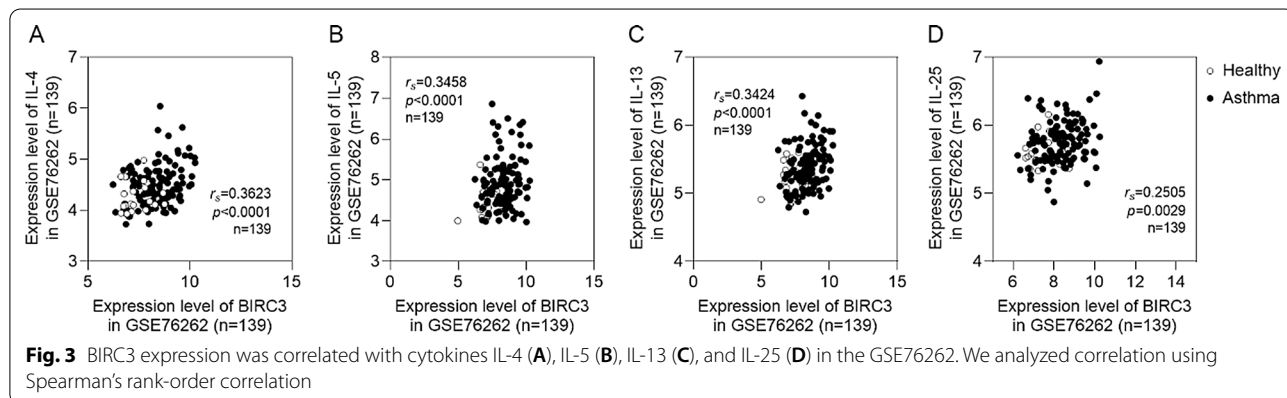 A
Expression level of IL-4
in GSE76262 (n=139)
7
6
5
4
3
r_s=0.3623
p<0.0001
n=139
5
10
15
Expression level of BIRC3
in GSE76262 (n=139)
B
Expression level of IL-5
in GSE76262 (n=139)
8
7
6
5
4
3
r_s=0.3458
p<0.0001
n=139
0
5
10
15
Expression level of BIRC3
in GSE76262 (n=139)
C
Expression level of IL-13
in GSE76262 (n=139)
7
6
5
4
r_s=0.3424
p<0.0001
n=139
0
5
10
15
Expression level of BIRC3
in GSE76262 (n=139)
D
Expression level of IL-25
in GSE76262 (n=139)
7
6
5
4
r_s=0.2505
p=0.0029
n=139
6
8
10
12
14
Expression level of BIRC3
in GSE76262 (n=139)
Healthy
Asthma
Fig. 3 BIRC3 expression was correlated with cytokines IL-4 (A), IL-5 (B), IL-13 (C), and IL-25 (D) in the GSE76262. We analyzed correlation using
Spearman’s rank-order correlation